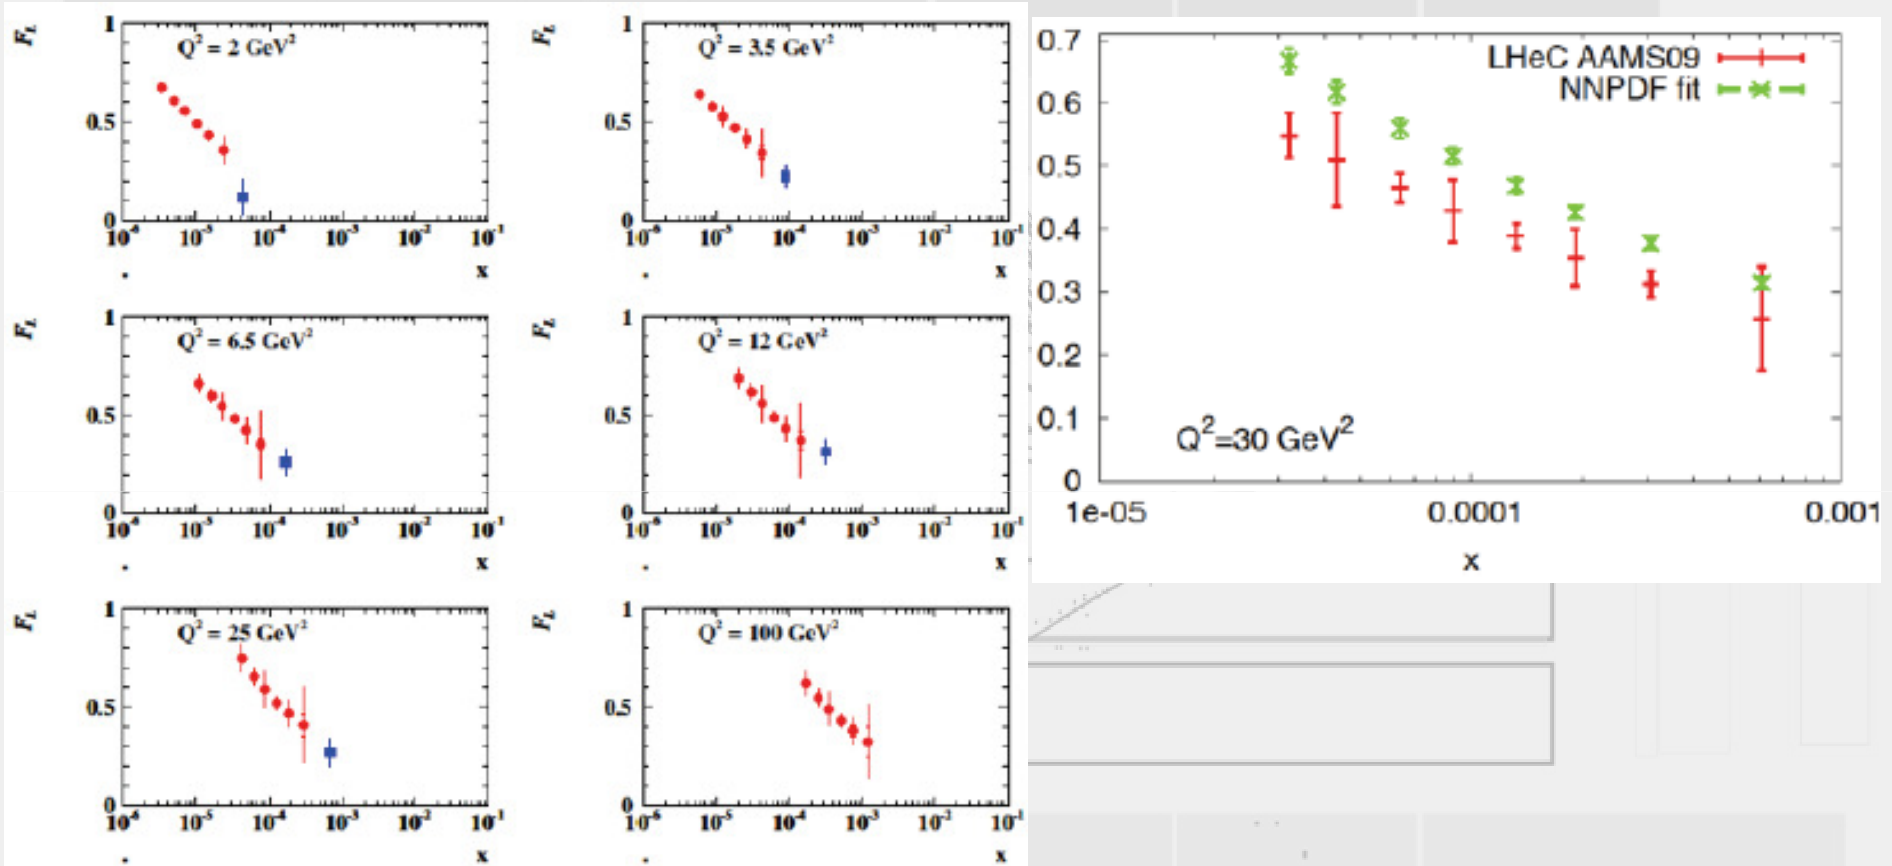 F_L
1
Q² = 2 GeV²
0.5
0
10⁻⁶ 10⁻⁵ 10⁻⁴ 10⁻³ 10⁻² 10⁻¹
x
F_L
1
Q² = 3.5 GeV²
0.5
0
10⁻⁶ 10⁻⁵ 10⁻⁴ 10⁻³ 10⁻² 10⁻¹
x
F_L
1
Q² = 6.5 GeV²
0.5
0
10⁻⁶ 10⁻⁵ 10⁻⁴ 10⁻³ 10⁻² 10⁻¹
x
F_L
1
Q² = 12 GeV²
0.5
0
10⁻⁶ 10⁻⁵ 10⁻⁴ 10⁻³ 10⁻² 10⁻¹
x
F_L
1
Q² = 25 GeV²
0.5
0
10⁻⁶ 10⁻⁵ 10⁻⁴ 10⁻³ 10⁻² 10⁻¹
x
F_L
1
Q² = 100 GeV²
0.5
0
10⁻⁶ 10⁻⁵ 10⁻⁴ 10⁻³ 10⁻² 10⁻¹
x
0.7
LHeC AAMS09
NNPDF fit
0.6
0.5
0.4
0.3
0.2
0.1
Q²=30 GeV²
0
1e-05 0.0001 0.001
x